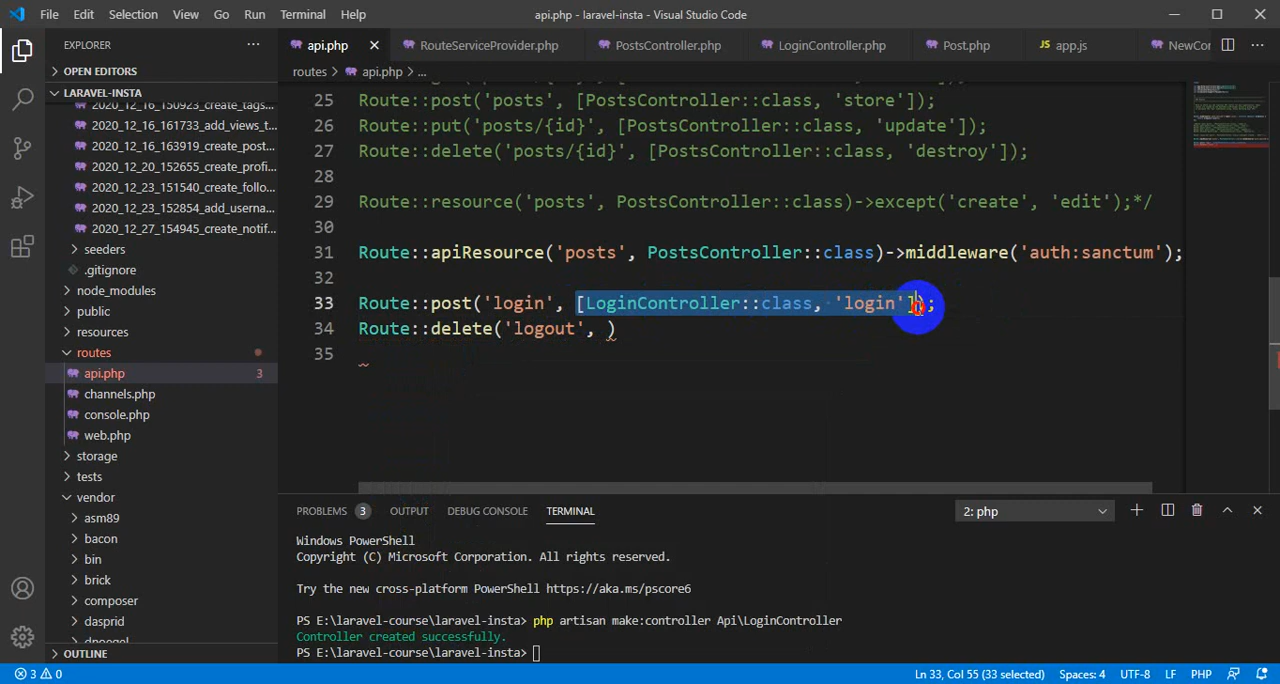 File Edit Selection View Go Run Terminal Help
api.php - laravel-insta - Visual Studio Code
EXPLORER
api.php
RouteServiceProvider.php
PostsController.php
LoginController.php
Post.php
JS app.js
NewCor
OPEN EDITORS
LARAVEL-INSTA
2020_12_16_150923_create_tags...
2020_12_16_161733_add_views_t...
2020_12_16_163919_create_post...
2020_12_20_152655_create_profi...
2020_12_23_151540_create_follo...
2020_12_23_152854_add_userna...
2020_12_27_154945_create_notif...
seeders
.gitignore
node_modules
public
resources
routes
api.php 3
channels.php
console.php
web.php
storage
tests
vendor
asm89
bacon
bin
brick
composer
dasprid
OUTLINE
routes > api.php > ...
25 Route::post('posts', [PostsController::class, 'store']);
26 Route::put('posts/{id}', [PostsController::class, 'update']);
27 Route::delete('posts/{id}', [PostsController::class, 'destroy']);
28
29 Route::resource('posts', PostsController::class)->except('create', 'edit');*/
30
31 Route::apiResource('posts', PostsController::class)->middleware('auth:sanctum');
32
33 Route::post('login', [LoginController::class, 'login']);
34 Route::delete('logout', )
35
PROBLEMS 3 OUTPUT DEBUG CONSOLE TERMINAL
2: php
Windows PowerShell
Copyright (C) Microsoft Corporation. All rights reserved.
Try the new cross-platform PowerShell https://aka.ms/pscore6
PS E:\laravel-course\laravel-insta> php artisan make:controller Api\LoginController
Controller created successfully.
PS E:\laravel-course\laravel-insta>
3 0
Ln 33, Col 55 (33 selected) Spaces: 4 UTF-8 LF PHP